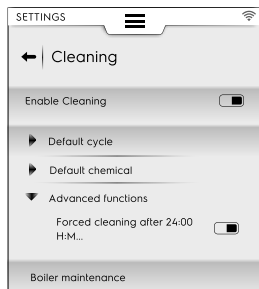 SETTINGS
Cleaning
Enable Cleaning
Default cycle
Default chemical
Advanced functions
Forced cleaning after 24:00
H:M...
Boiler maintenance